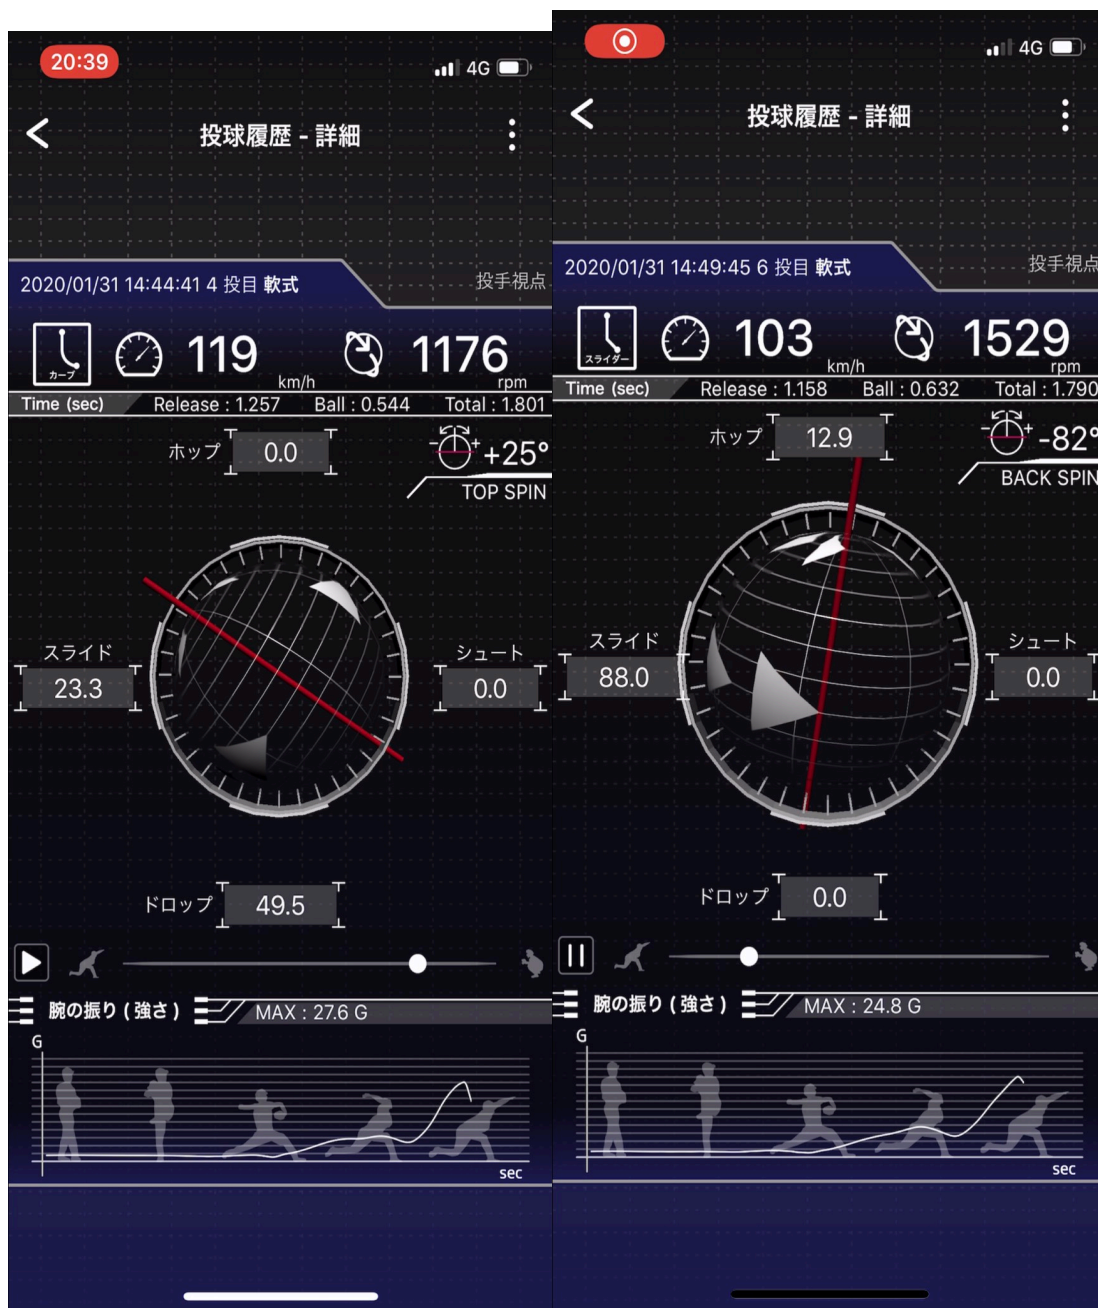 20:39
4G
投球履歴 - 詳細
2020/01/31 14:44:41 4 投目 軟式
投手視点
カーブ
119
km/h
1176
rpm
Time (sec)
Release : 1.257
Ball : 0.544
Total : 1.801
ホップ
0.0
- +
+25°
TOP SPIN
スライド
23.3
シュート
0.0
ドロップ
49.5
腕の振り ( 強さ )
MAX : 27.6 G
G
sec
4G
投球履歴 - 詳細
2020/01/31 14:49:45 6 投目 軟式
投手視点
スライダー
103
km/h
1529
rpm
Time (sec)
Release : 1.158
Ball : 0.632
Total : 1.790
ホップ
12.9
- +
-82°
BACK SPIN
スライド
88.0
シュート
0.0
ドロップ
0.0
腕の振り ( 強さ )
MAX : 24.8 G
G
sec